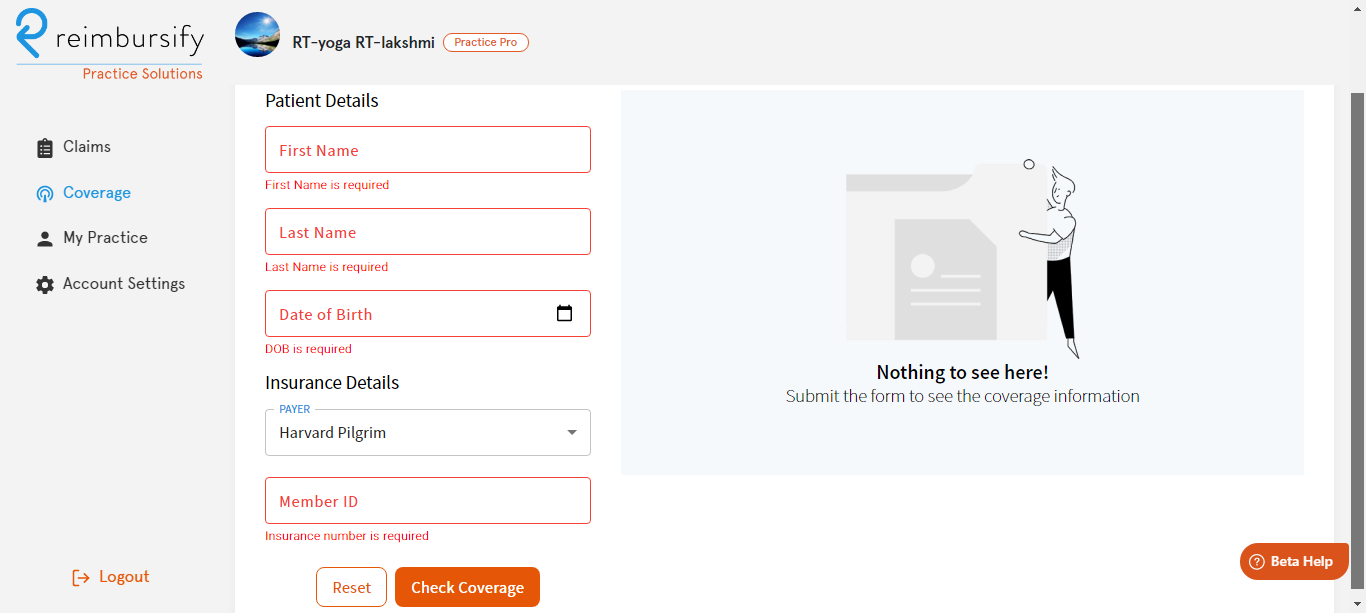 reimbursify
Practice Solutions
RT-yoga RT-lakshmi
Practice Pro
Claims
Coverage
My Practice
Account Settings
Logout
Patient Details
First Name
First Name is required
Last Name
Last Name is required
Date of Birth
DOB is required
Insurance Details
PAYER
Harvard Pilgrim
Member ID
Insurance number is required
Reset
Check Coverage
Nothing to see here!
Submit the form to see the coverage information
Beta Help